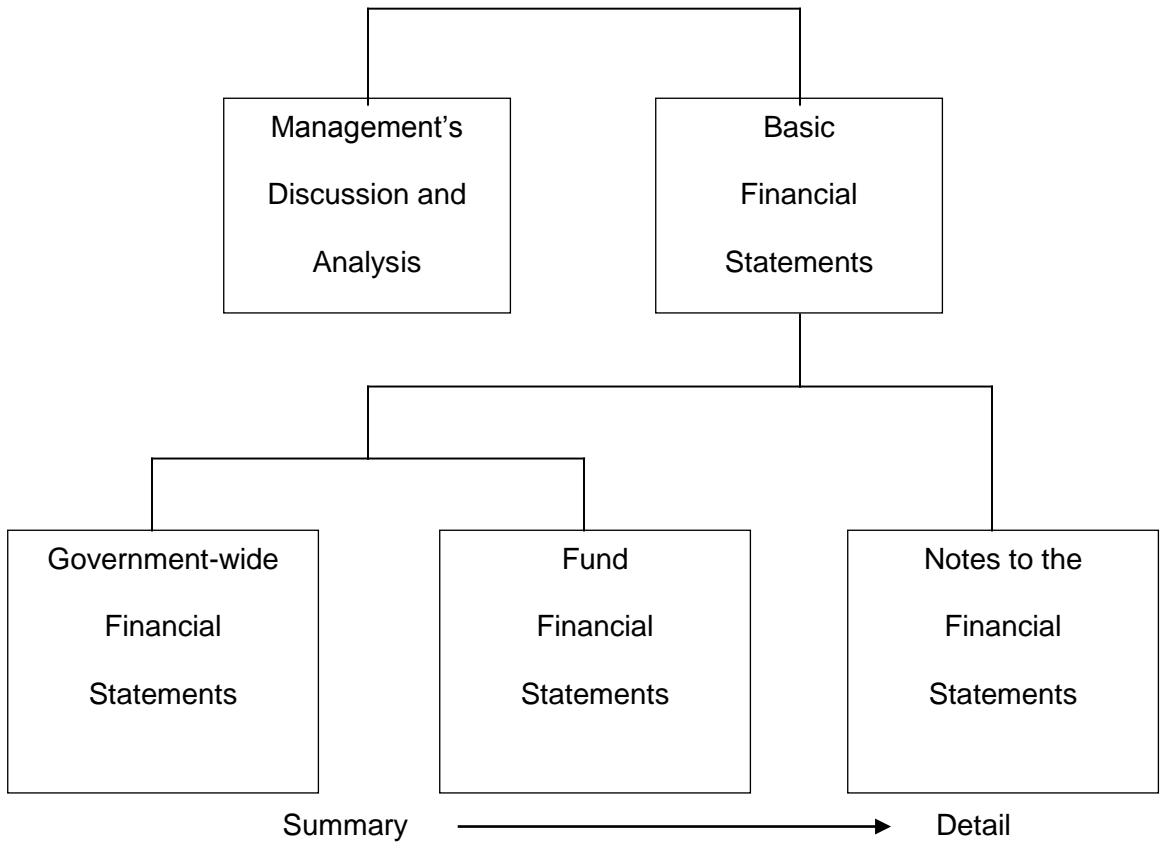 Management’s
Discussion and
Analysis
Basic
Financial
Statements
Government-wide
Financial
Statements
Fund
Financial
Statements
Notes to the
Financial
Statements
Summary
Detail